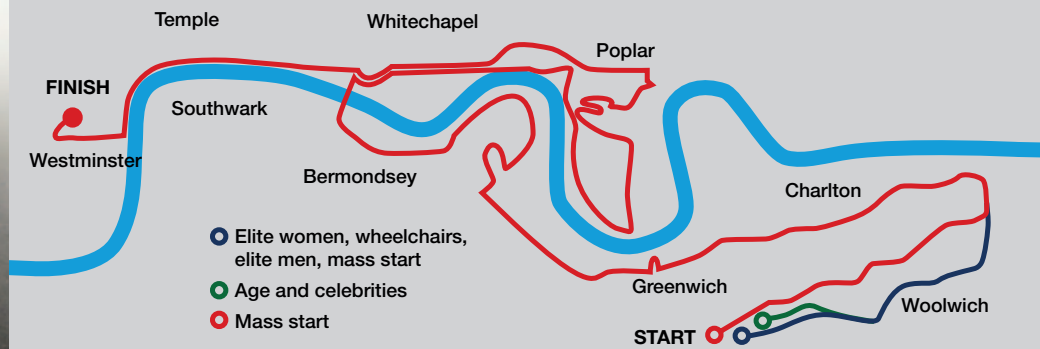 Temple
Whitechapel
Poplar
FINISH
Southwark
Westminster
Bermondsey
Charlton
Elite women, wheelchairs,
elite men, mass start
Age and celebrities
Mass start
Greenwich
Woolwich
START